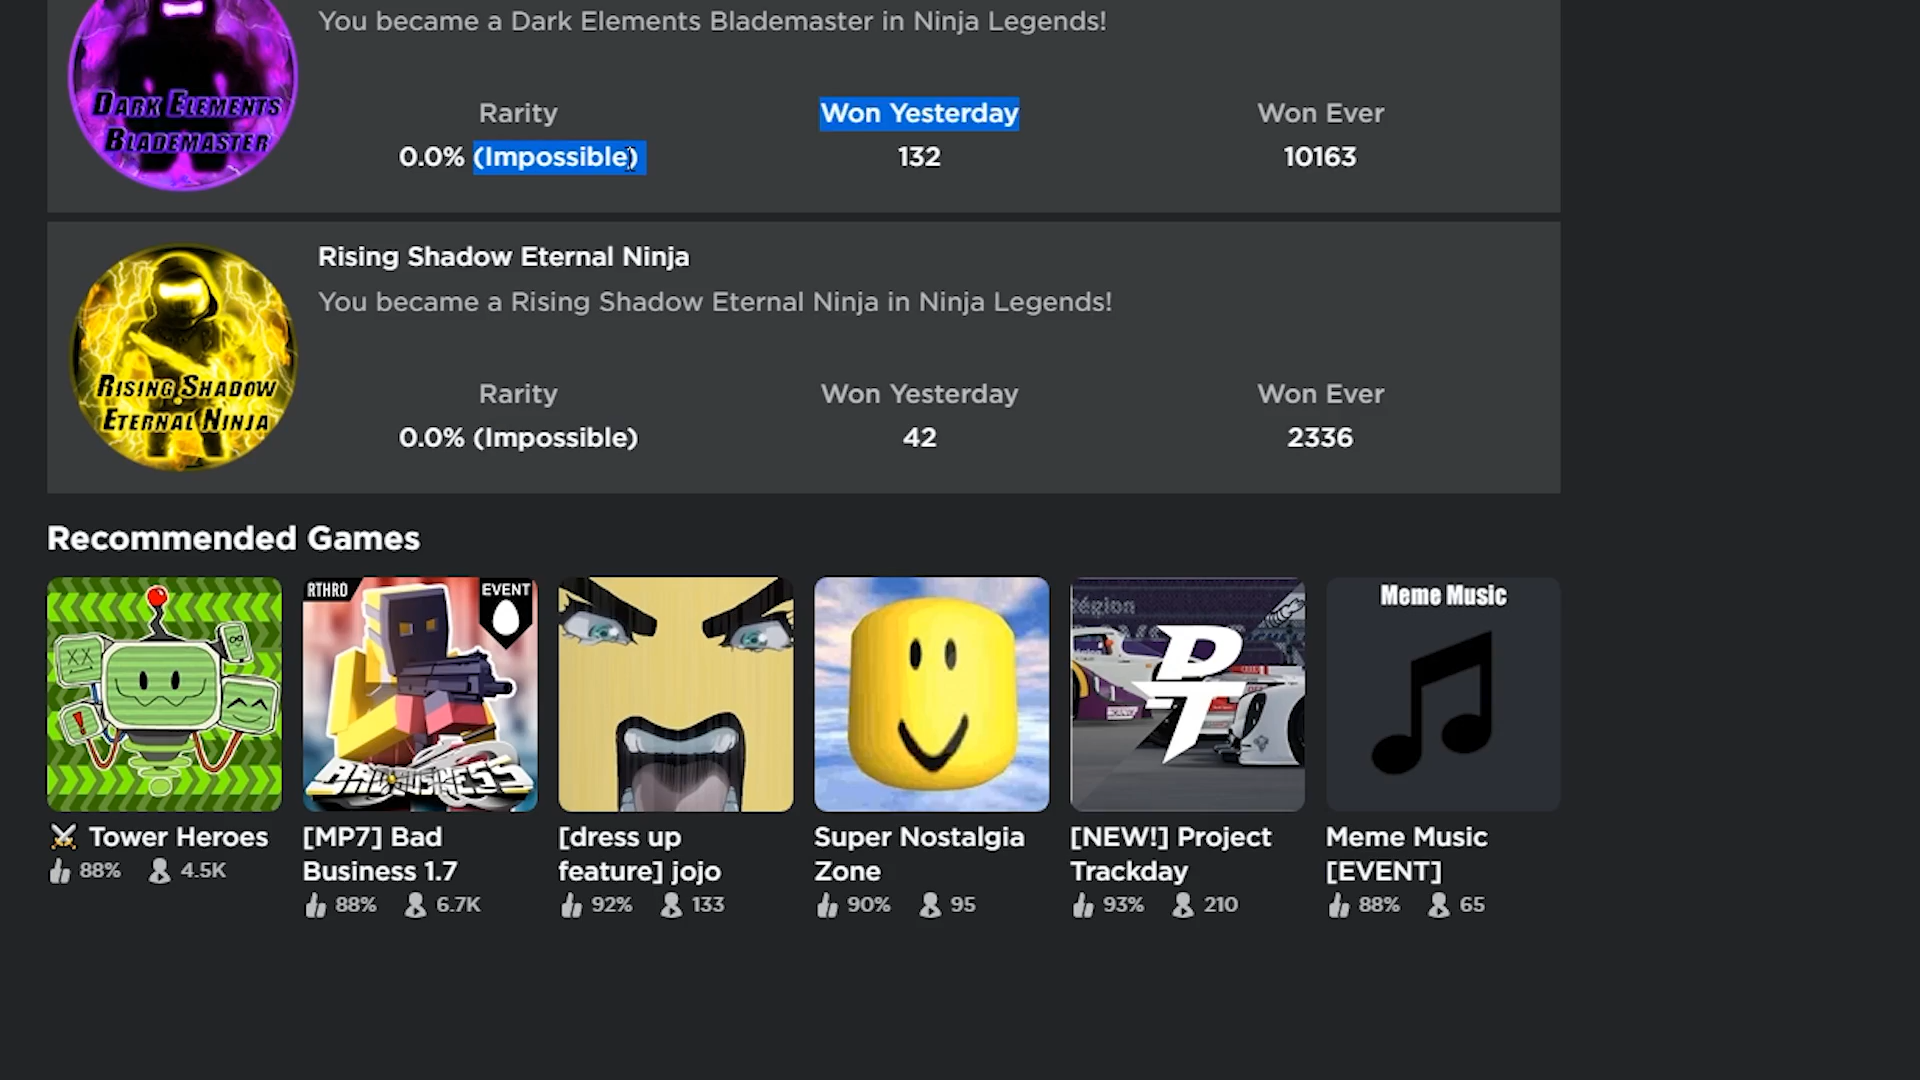 You became a Dark Elements Blademaster in Ninja Legends!
DARK ELEMENTS
BLADEMASTER
Rarity
Won Yesterday
Won Ever
0.0% (Impossible)
132
10163
Rising Shadow Eternal Ninja
You became a Rising Shadow Eternal Ninja in Ninja Legends!
RISING SHADOW
ETERNAL NINJA
Rarity
Won Yesterday
Won Ever
0.0% (Impossible)
42
2336
Recommended Games
RTHRO
EVENT
BAD BUSINESS
région
PT
Meme Music
⚔️ Tower Heroes
88%
4.5K
[MP7] Bad
Business 1.7
88%
6.7K
[dress up
feature] jojo
92%
133
Super Nostalgia
Zone
90%
95
[NEW!] Project
Trackday
93%
210
Meme Music
[EVENT]
88%
65